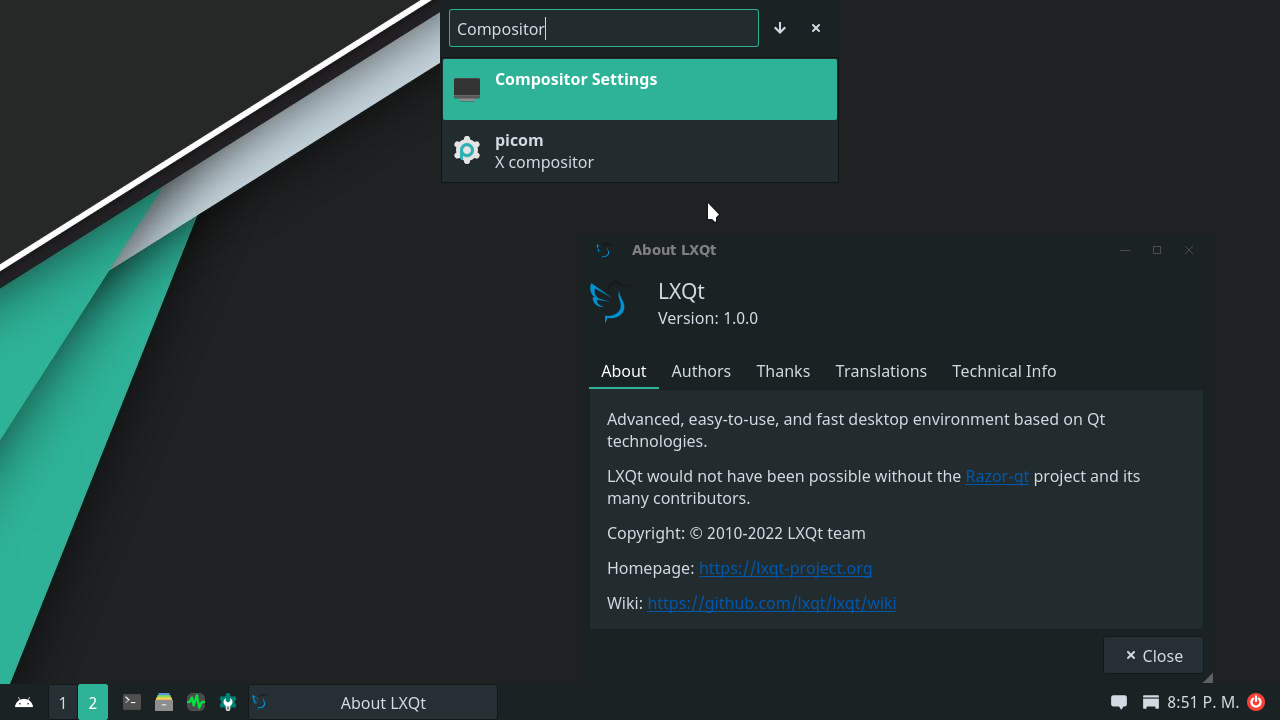 Compositor
Compositor Settings
picom
X compositor
About LXQt
LXQt
Version: 1.0.0
About Authors Thanks Translations Technical Info
Advanced, easy-to-use, and fast desktop environment based on Qt
technologies.
LXQt would not have been possible without the Razor-qt project and its
many contributors.
Copyright: © 2010-2022 LXQt team
Homepage: https://lxqt-project.org
Wiki: https://github.com/lxqt/lxqt/wiki
Close
1 2 About LXQt 8:51 P. M.